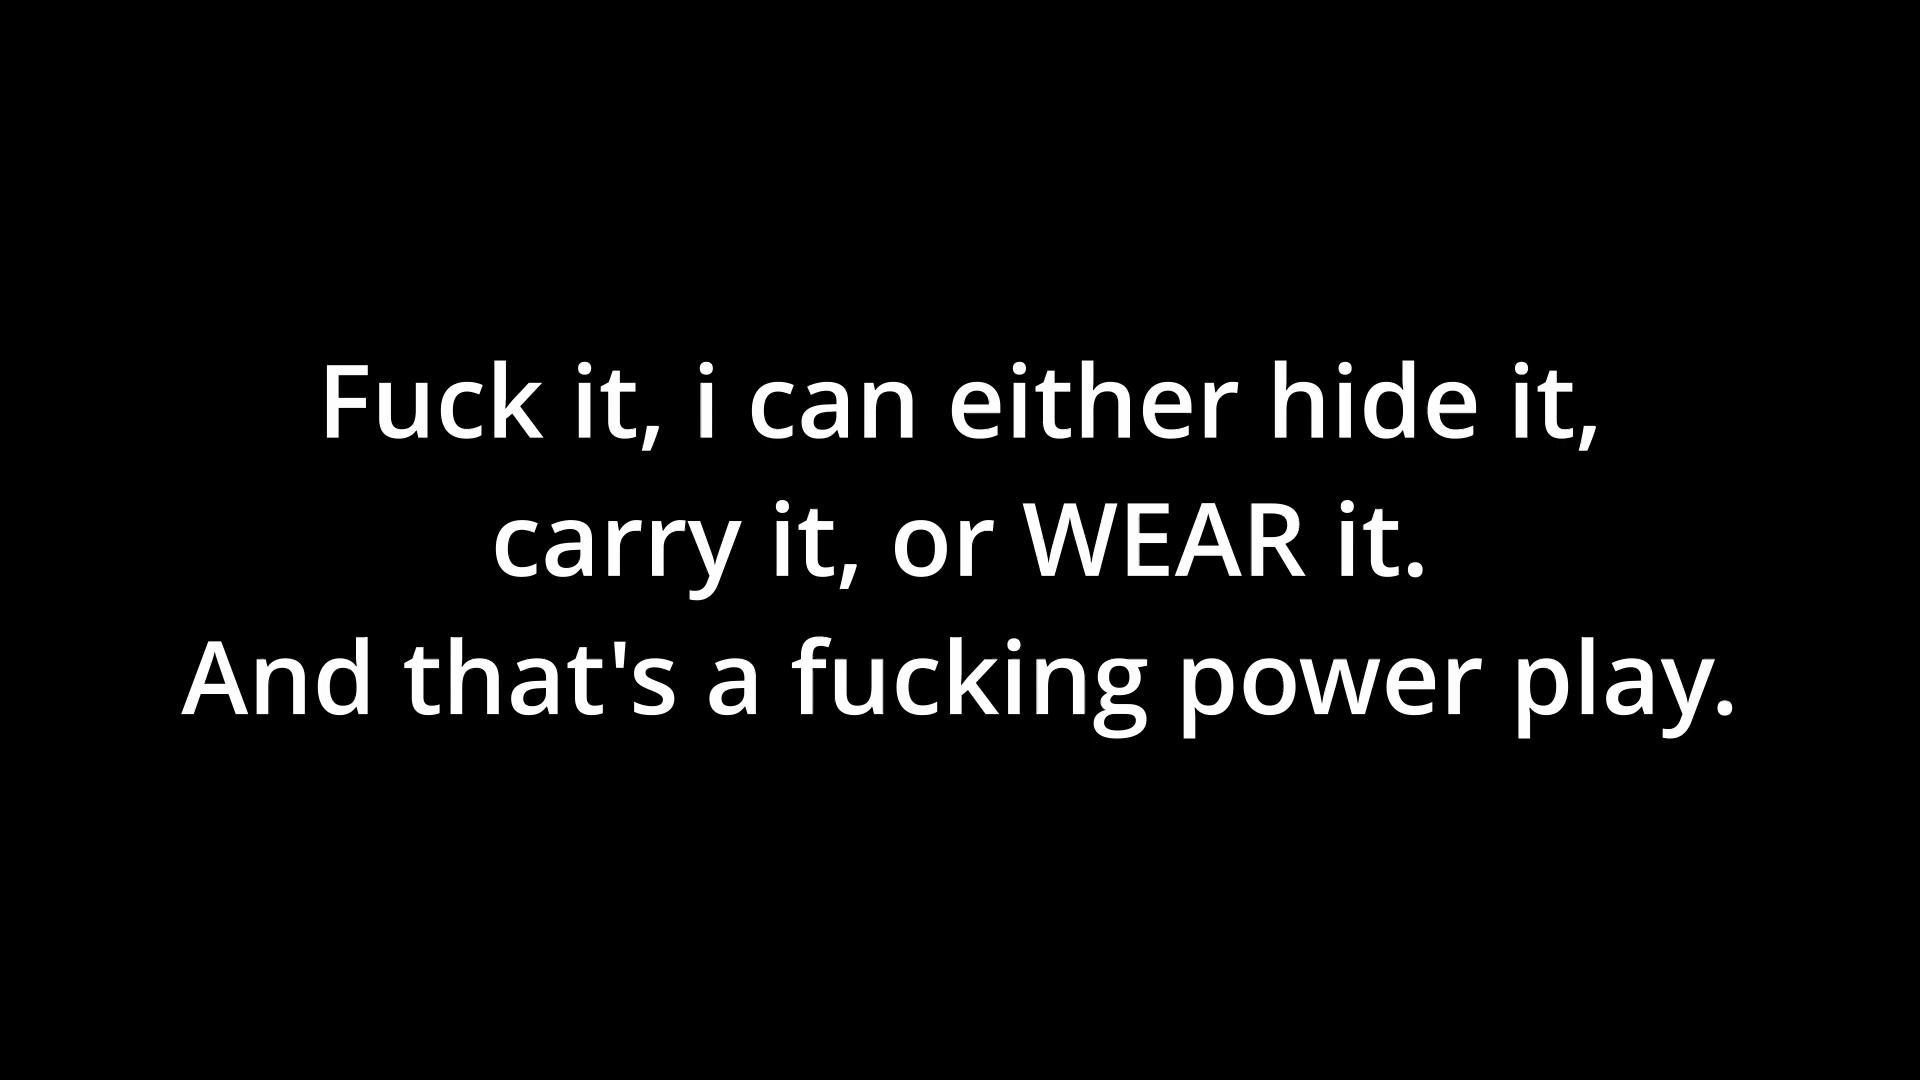 Fuck it, i can either hide it,
carry it, or WEAR it.
And that's a fucking power play.